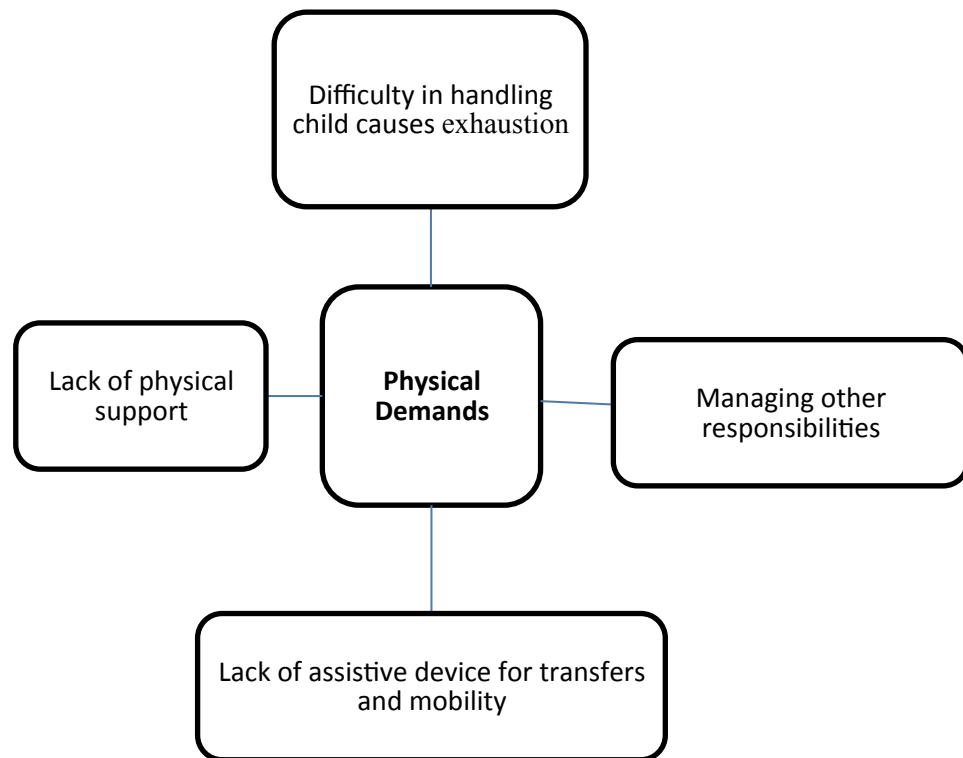 Difficulty in handling
child causes exhaustion
Lack of physical
support
Physical
Demands
Managing other
responsibilities
Lack of assistive device for transfers
and mobility